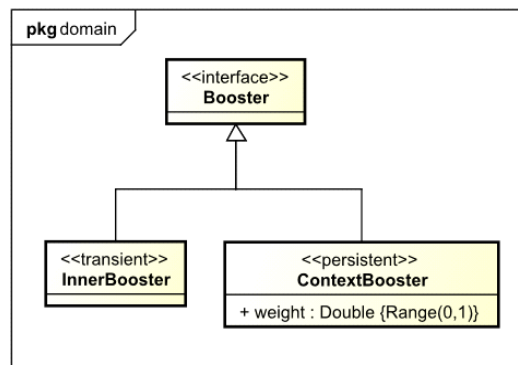 pkg domain
<<interface>>
Booster
<<transient>>
InnerBooster
<<persistent>>
ContextBooster
+ weight : Double {Range(0,1)}